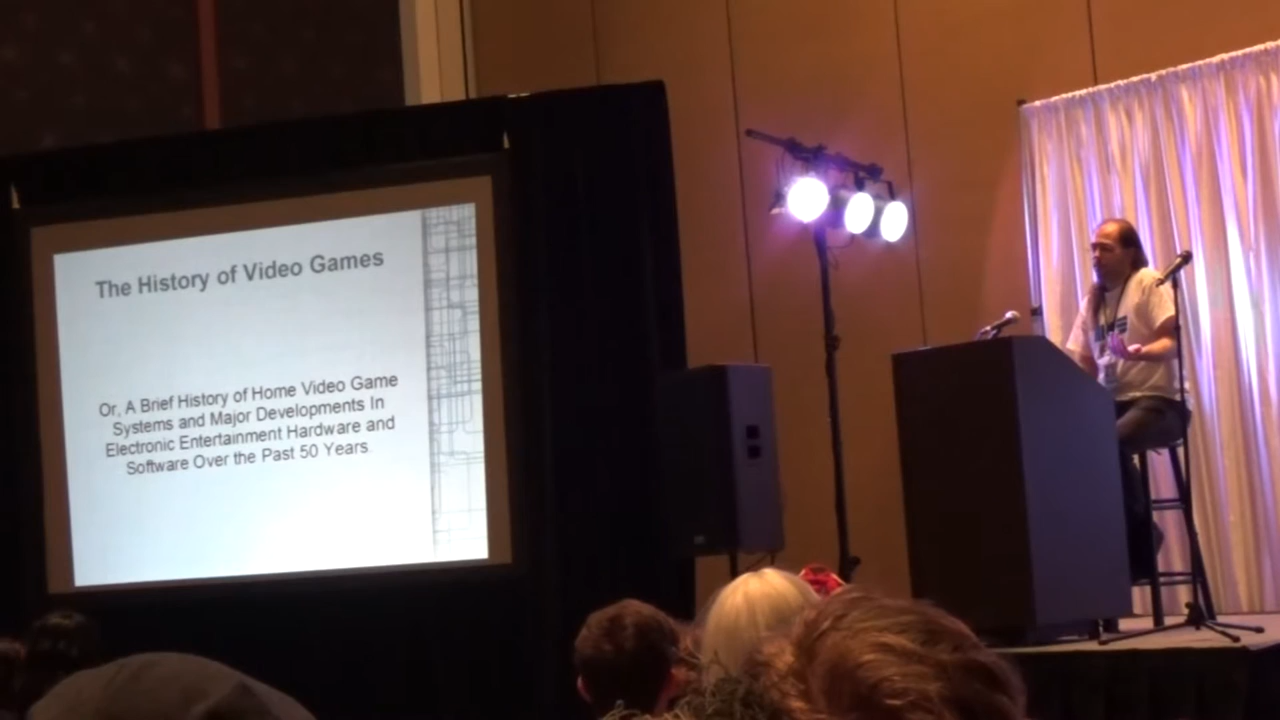 The History of Video Games
Or, A Brief History of Home Video Game
Systems and Major Developments In
Electronic Entertainment Hardware and
Software Over the Past 50 Years